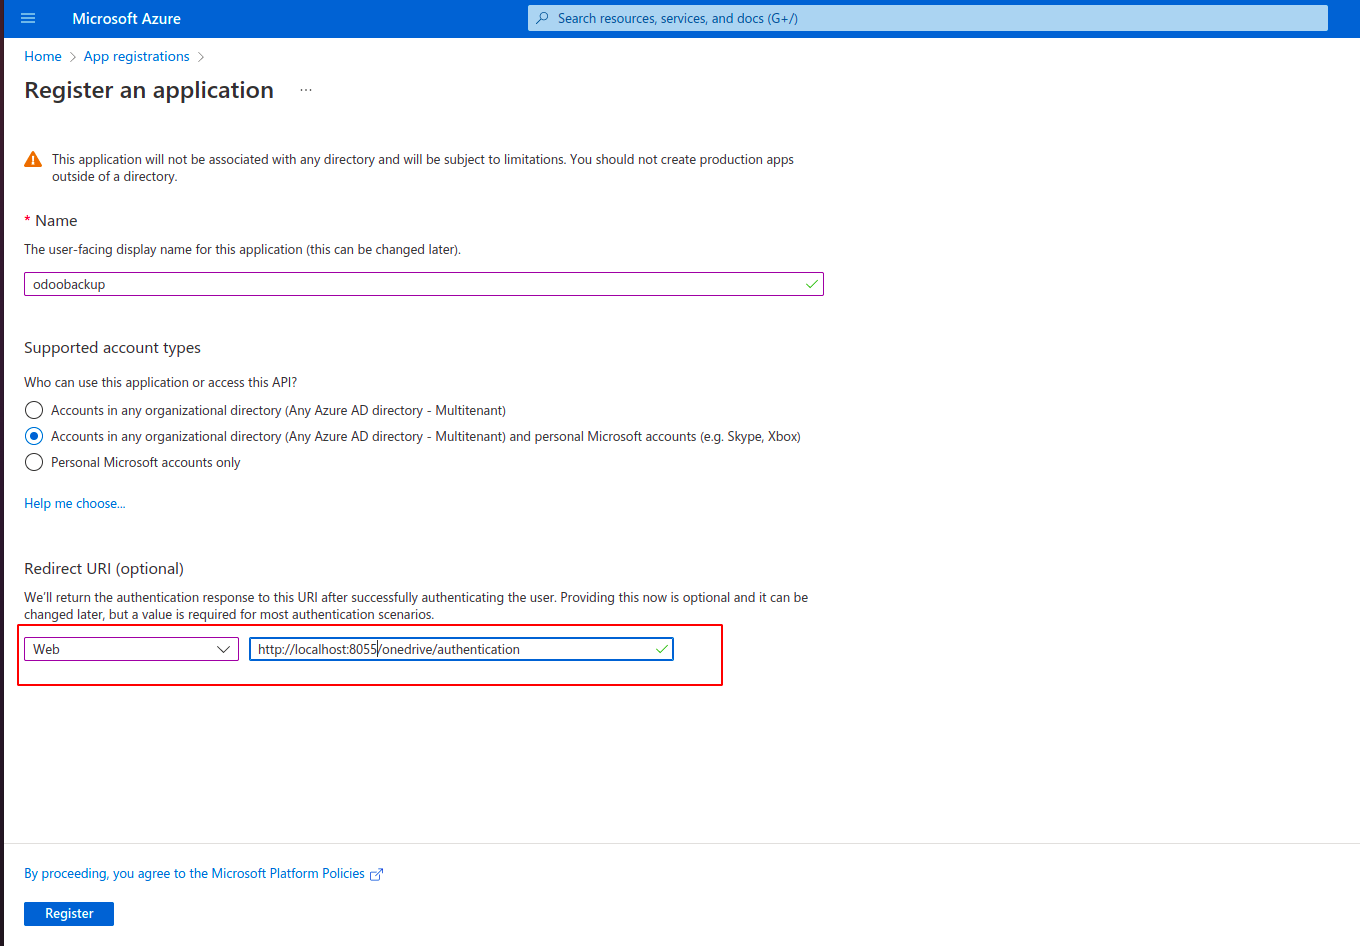 Microsoft Azure
Search resources, services, and docs (G+/)
Home > App registrations >
Register an application ...
This application will not be associated with any directory and will be subject to limitations. You should not create production apps
outside of a directory.
* Name
The user-facing display name for this application (this can be changed later).
odoobackup
Supported account types
Who can use this application or access this API?
Accounts in any organizational directory (Any Azure AD directory - Multitenant)
Accounts in any organizational directory (Any Azure AD directory - Multitenant) and personal Microsoft accounts (e.g. Skype, Xbox)
Personal Microsoft accounts only
Help me choose...
Redirect URI (optional)
We'll return the authentication response to this URI after successfully authenticating the user. Providing this now is optional and it can be
changed later, but a value is required for most authentication scenarios.
Web http://localhost:8055/onedrive/authentication
By proceeding, you agree to the Microsoft Platform Policies
Register